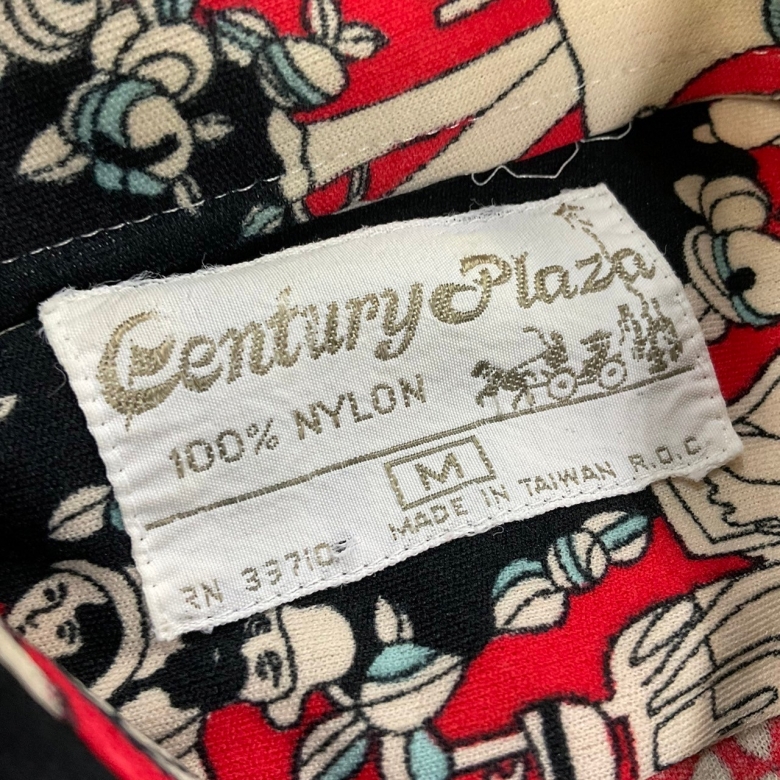 Century Plaza
100% NYLON
M
MADE IN TAIWAN R.O.C
RN 33710